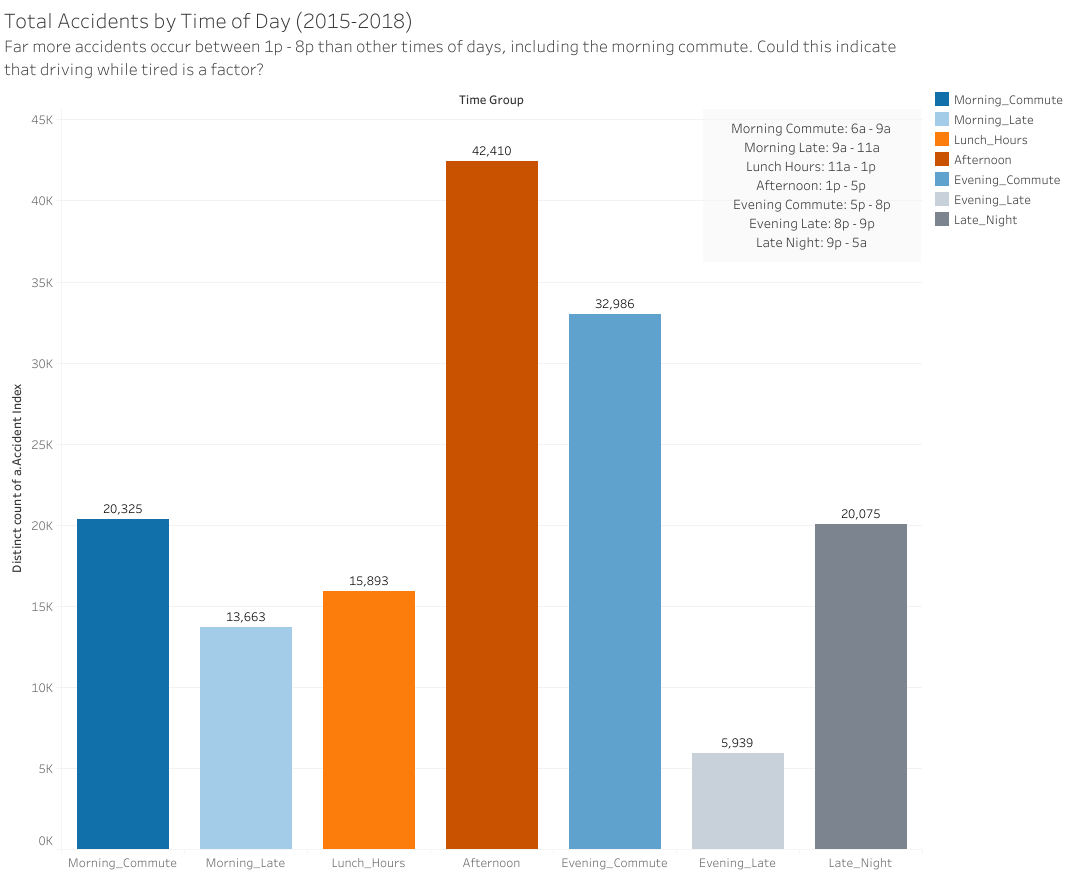 Total Accidents by Time of Day (2015-2018)
Far more accidents occur between 1p - 8p than other times of days, including the morning commute. Could this indicate
that driving while tired is a factor?
Time Group
Morning_Commute
Morning_Late
Lunch_Hours
Afternoon
Evening_Commute
Evening_Late
Late_Night
Morning Commute: 6a - 9a
Morning Late: 9a - 11a
Lunch Hours: 11a - 1p
Afternoon: 1p - 5p
Evening Commute: 5p - 8p
Evening Late: 8p - 9p
Late Night: 9p - 5a
Distinct count of a.Accident Index
45K
40K
35K
30K
25K
20K
15K
10K
5K
0K
20,325
13,663
15,893
42,410
32,986
5,939
20,075
Morning_Commute
Morning_Late
Lunch_Hours
Afternoon
Evening_Commute
Evening_Late
Late_Night